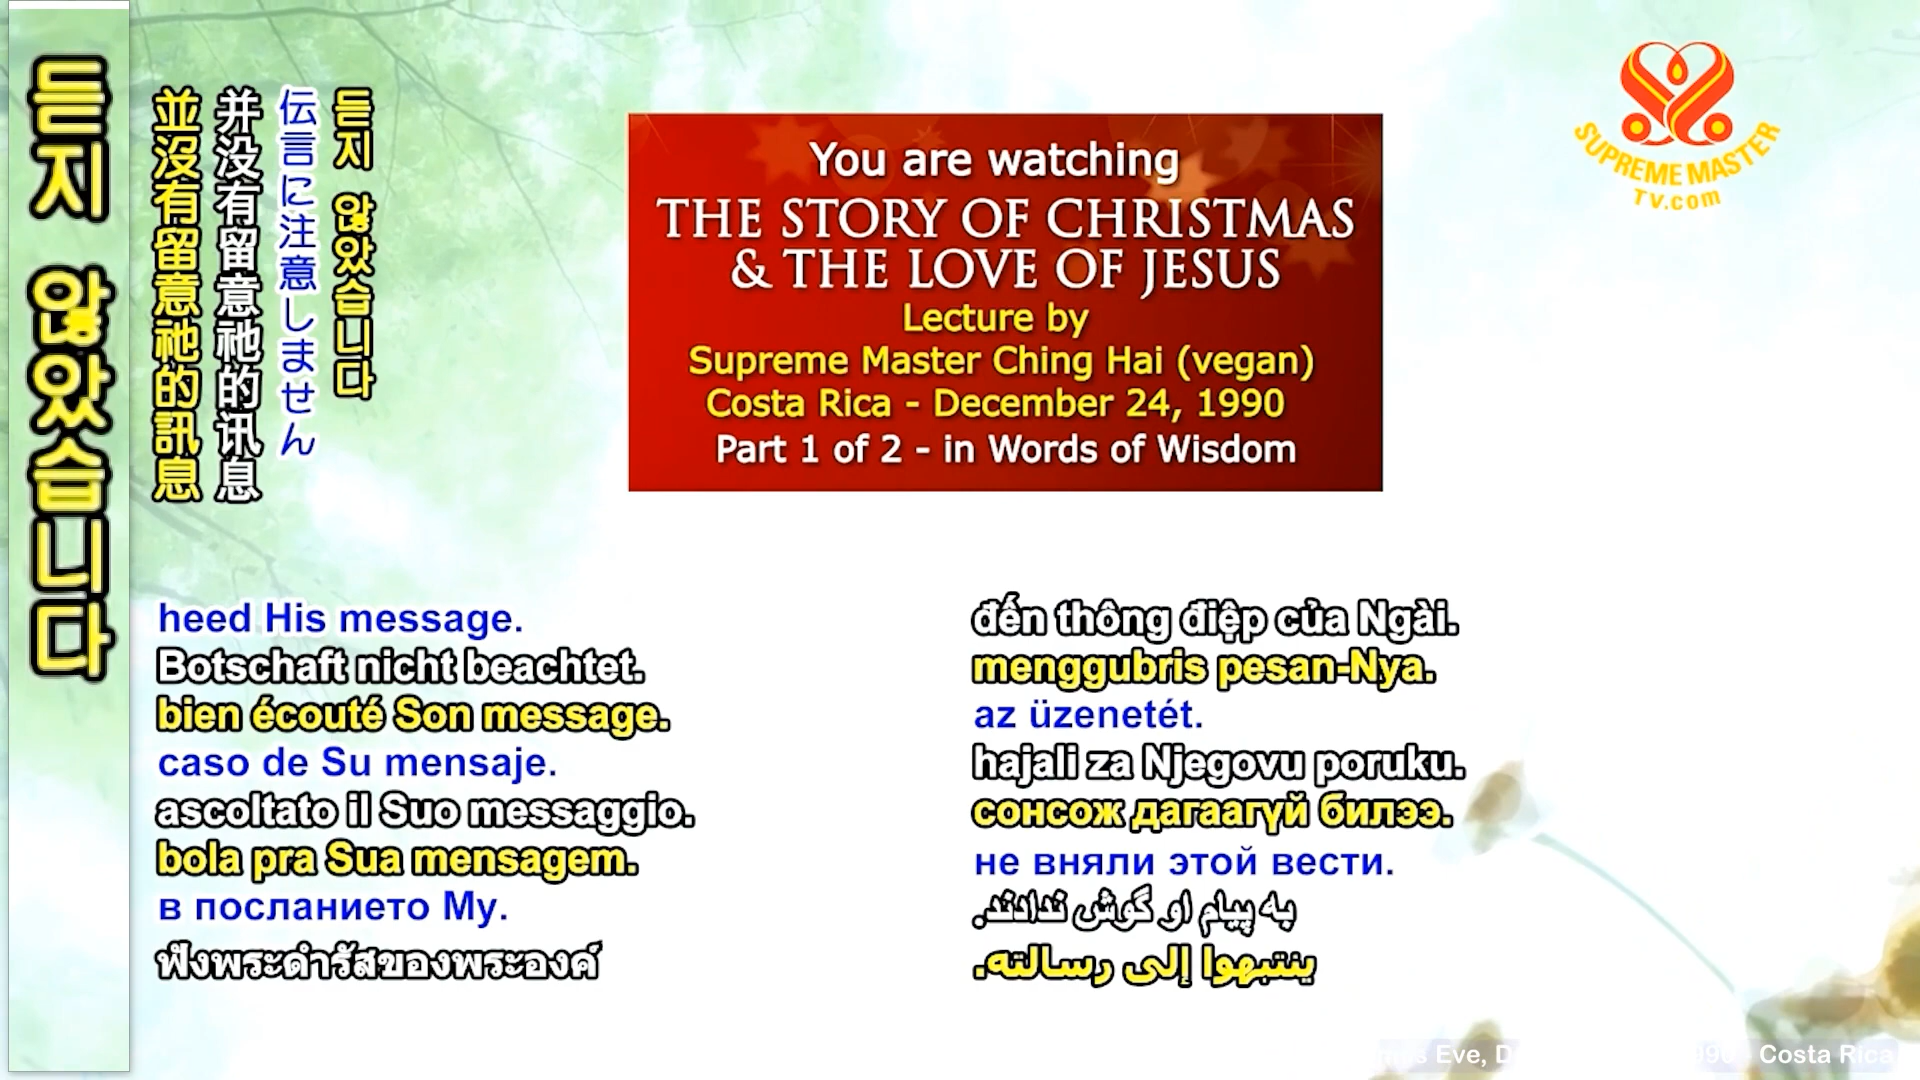 듣지 않았습니다
並沒有留意祂的訊息
并没有留意祂的讯息
伝言に注意しません
듣지 않았습니다
You are watching
THE STORY OF CHRISTMAS
& THE LOVE OF JESUS
Lecture by
Supreme Master Ching Hai (vegan)
Costa Rica - December 24, 1990
Part 1 of 2 - in Words of Wisdom
SUPREME MASTER
TV.com
heed His message.
Botschaft nicht beachtet.
bien écouté Son message.
caso de Su mensaje.
ascoltato il Suo messaggio.
bola pra Sua mensagem.
в посланието Му.
ฟังพระดำรัสของพระองค์
đến thông điệp của Ngài.
menggubris pesan-Nya.
az üzenetét.
hajali za Njegovu poruku.
сонсож дагаагүй билээ.
не вняли этой вести.
به پیام او گوش ندادند.
ينتبهوا إلى رسالته.
Eve, Costa Rica